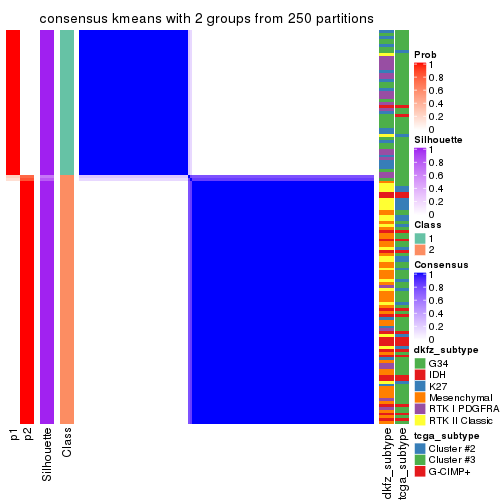 consensus kmeans with 2 groups from 250 partitions
Prob
1
0.8
0.6
0.4
0.2
0
Silhouette
1
0.8
0.6
0.4
0.2
0
Class
1
2
Consensus
1
0.8
0.6
0.4
0.2
0
dkfz_subtype
G34
IDH
K27
Mesenchymal
RTK I PDGFRA
RTK II Classic
tcga_subtype
Cluster #2
Cluster #3
G-CIMP+
p1
p2
Silhouette
Class
dkfz_subtype
tcga_subtype